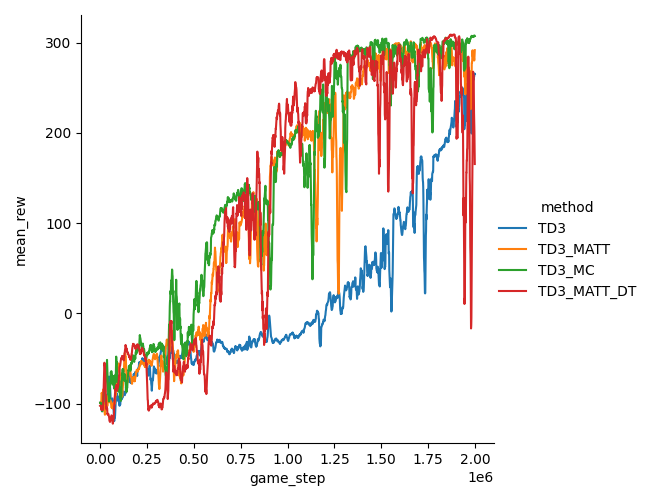 300
200
100
0
−100
mean_rew
0.00 0.25 0.50 0.75 1.00 1.25 1.50 1.75 2.00
1e6
game_step
method
TD3
TD3_MATT
TD3_MC
TD3_MATT_DT